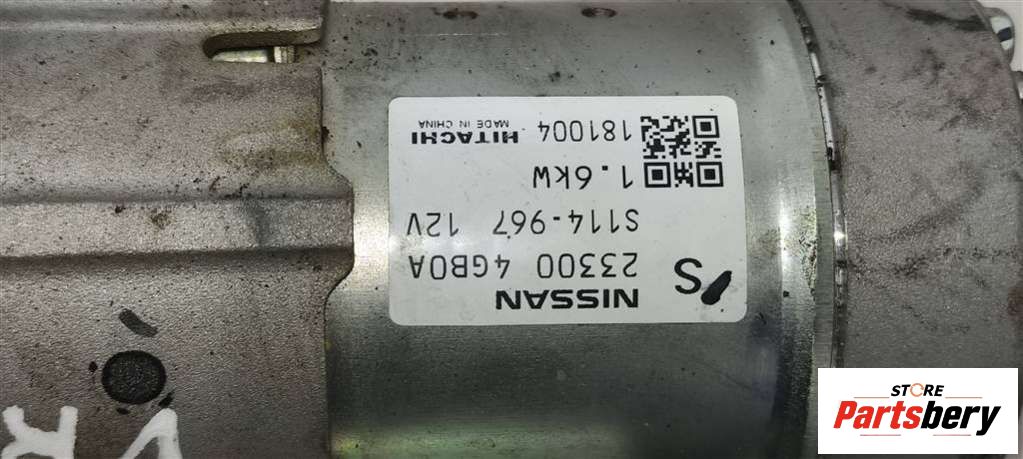 NISSAN
23300 4GB0A
S114-967 12V
1.6kW
HITACHI 181004
MADE IN CHINA
S
STORE
Partsbery